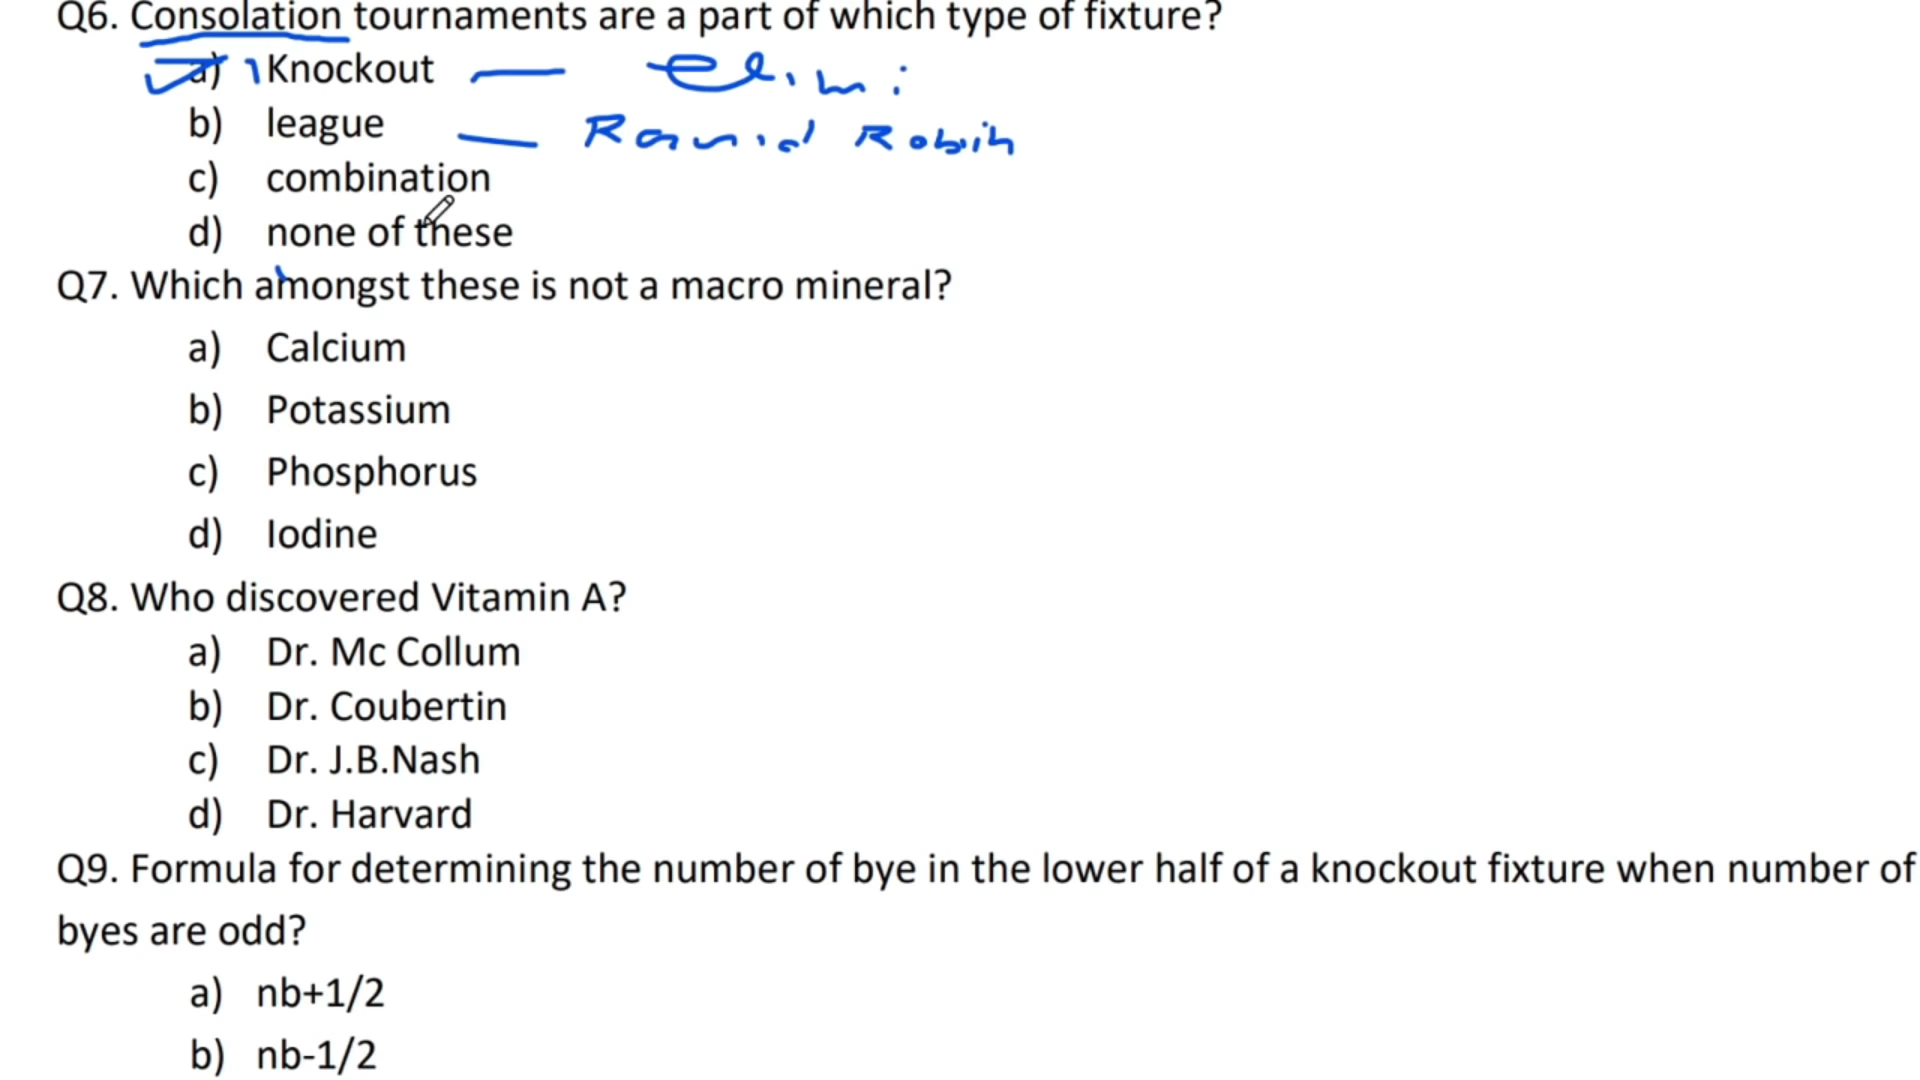 Q6. Consolation tournaments are a part of which type of fixture?
a) Knockout — elimi
b) league — Round Robin
c) combination
d) none of these
Q7. Which amongst these is not a macro mineral?
a) Calcium
b) Potassium
c) Phosphorus
d) Iodine
Q8. Who discovered Vitamin A?
a) Dr. Mc Collum
b) Dr. Coubertin
c) Dr. J.B.Nash
d) Dr. Harvard
Q9. Formula for determining the number of bye in the lower half of a knockout fixture when number of
byes are odd?
a) nb+1/2
b) nb-1/2